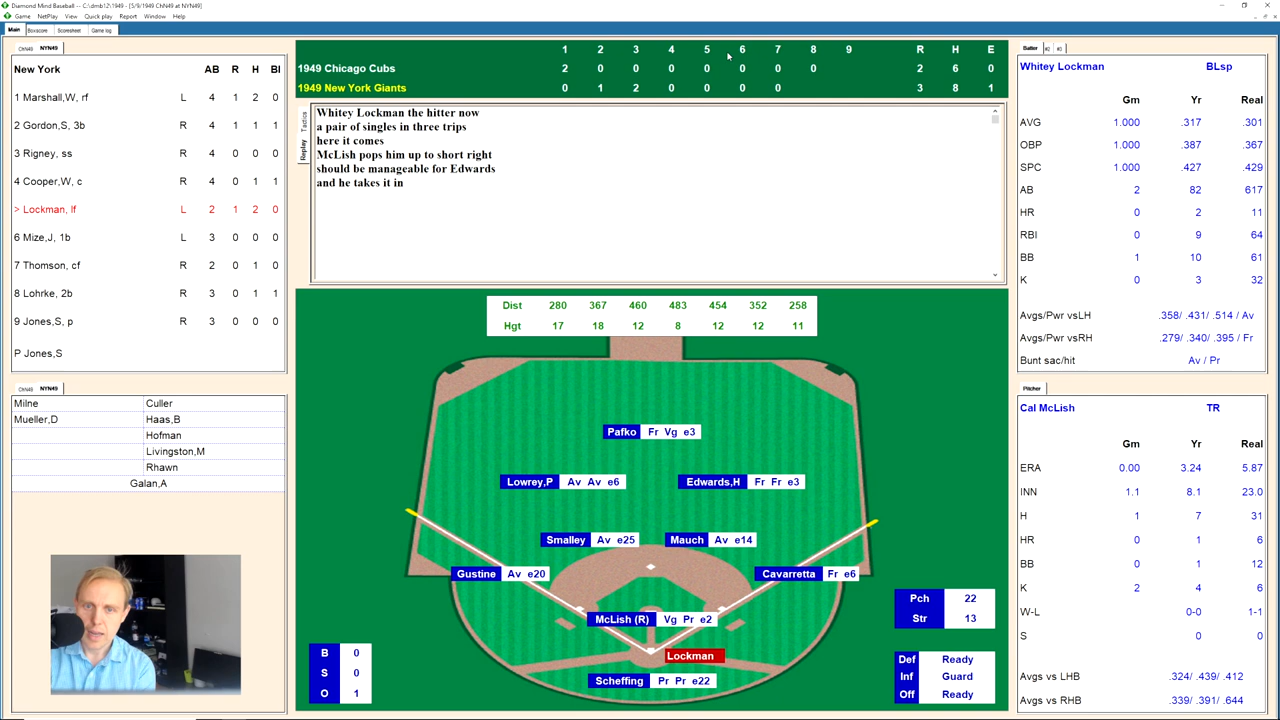 Diamond Mind Baseball -- C:\dmb12\1949 - [5/9/1949 ChN49 at NYN49]
Game NetPlay View Quick play Report Window Help
Main Boxscore Scoresheet Game log
ChN49 NYN49
New York AB R H BI
1 Marshall,W, rf L 4 1 2 0
2 Gordon,S, 3b R 4 1 1 1
3 Rigney, ss R 4 0 0 0
4 Cooper,W, c R 4 0 1 1
> Lockman, lf L 2 1 2 0
6 Mize,J, 1b L 3 0 0 0
7 Thomson, cf R 2 0 1 0
8 Lohrke, 2b R 3 0 1 1
9 Jones,S, p R 3 0 0 0
P Jones,S
ChN49 NYN49
Milne Culler
Mueller,D Haas,B
Hofman
Livingston,M
Rhawn
Galan,A
1 2 3 4 5 6 7 8 9 R H E
1949 Chicago Cubs 2 0 0 0 0 0 0 0 2 6 0
1949 New York Giants 0 1 2 0 0 0 0 3 8 1
Tactics
Replay
Whitey Lockman the hitter now
a pair of singles in three trips
here it comes
McLish pops him up to short right
should be manageable for Edwards
and he takes it in
Dist 280 367 460 483 454 352 258
Hgt 17 18 12 8 12 12 11
Pafko Fr Vg e3
Lowrey,P Av Av e6
Edwards,H Fr Fr e3
Smalley Av e25
Mauch Av e14
Gustine Av e20
Cavarretta Fr e6
McLish (R) Vg Pr e2
Lockman
Scheffing Pr Pr e22
B 0
S 0
O 1
Pch 22
Str 13
Def Ready
Inf Guard
Off Ready
Batter #2 #3
Whitey Lockman BLsp
Gm Yr Real
AVG 1.000 .317 .301
OBP 1.000 .387 .367
SPC 1.000 .427 .429
AB 2 82 617
HR 0 2 11
RBI 0 9 64
BB 1 10 61
K 0 3 32
Avgs/Pwr vsLH .358/ .431/ .514 / Av
Avgs/Pwr vsRH .279/ .340/ .395 / Fr
Bunt sac/hit Av / Pr
Pitcher
Cal McLish TR
Gm Yr Real
ERA 0.00 3.24 5.87
INN 1.1 8.1 23.0
H 1 7 31
HR 0 1 6
BB 0 1 12
K 2 4 6
W-L 0-0 1-1
S 0 0
Avgs vs LHB .324/ .439/ .412
Avgs vs RHB .339/ .391/ .644